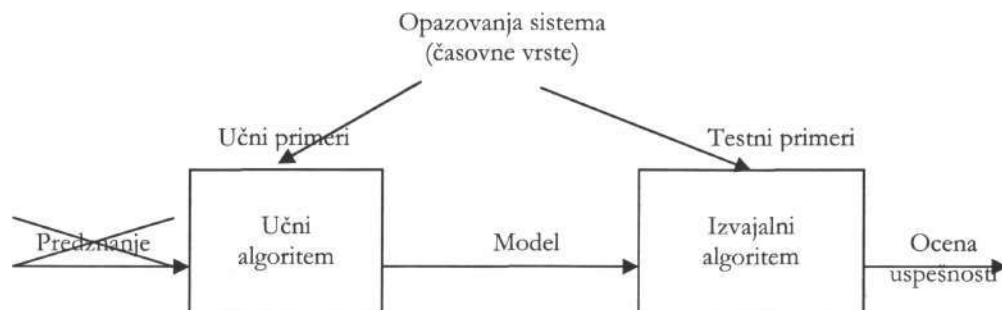 Opazovanja sistema
(časovne vrste)
Učni primeri
Testni primeri
Predznanje
Učni
algoritem
Model
Izvajalni
algoritem
Ocena
uspešnosti